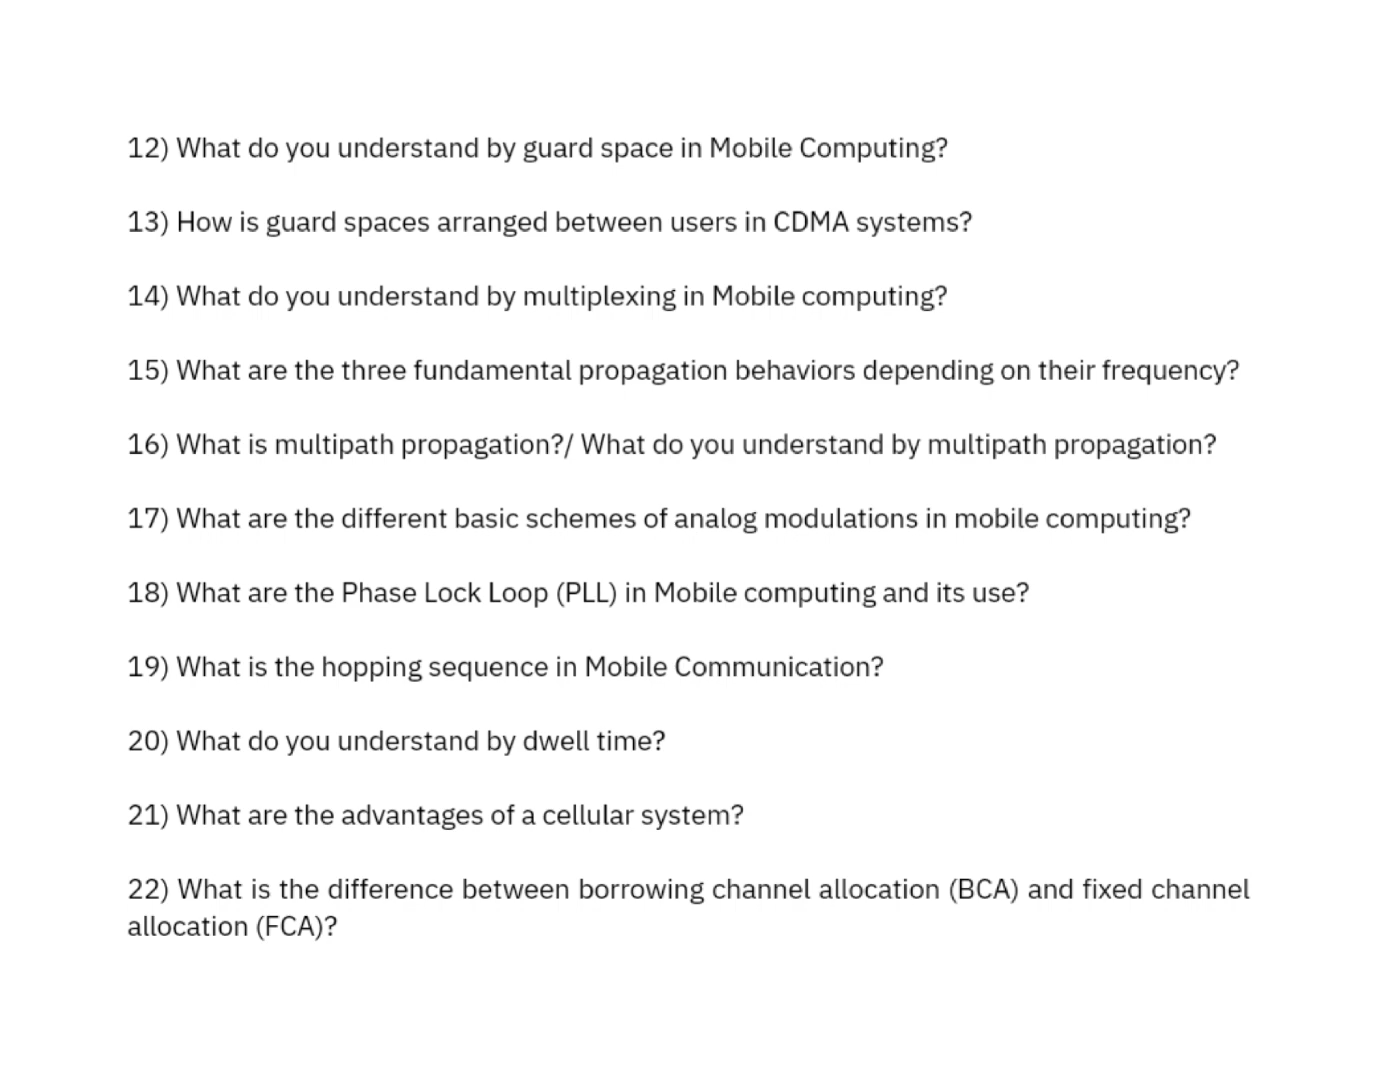 12) What do you understand by guard space in Mobile Computing?
13) How is guard spaces arranged between users in CDMA systems?
14) What do you understand by multiplexing in Mobile computing?
15) What are the three fundamental propagation behaviors depending on their frequency?
16) What is multipath propagation?/ What do you understand by multipath propagation?
17) What are the different basic schemes of analog modulations in mobile computing?
18) What are the Phase Lock Loop (PLL) in Mobile computing and its use?
19) What is the hopping sequence in Mobile Communication?
20) What do you understand by dwell time?
21) What are the advantages of a cellular system?
22) What is the difference between borrowing channel allocation (BCA) and fixed channel
allocation (FCA)?